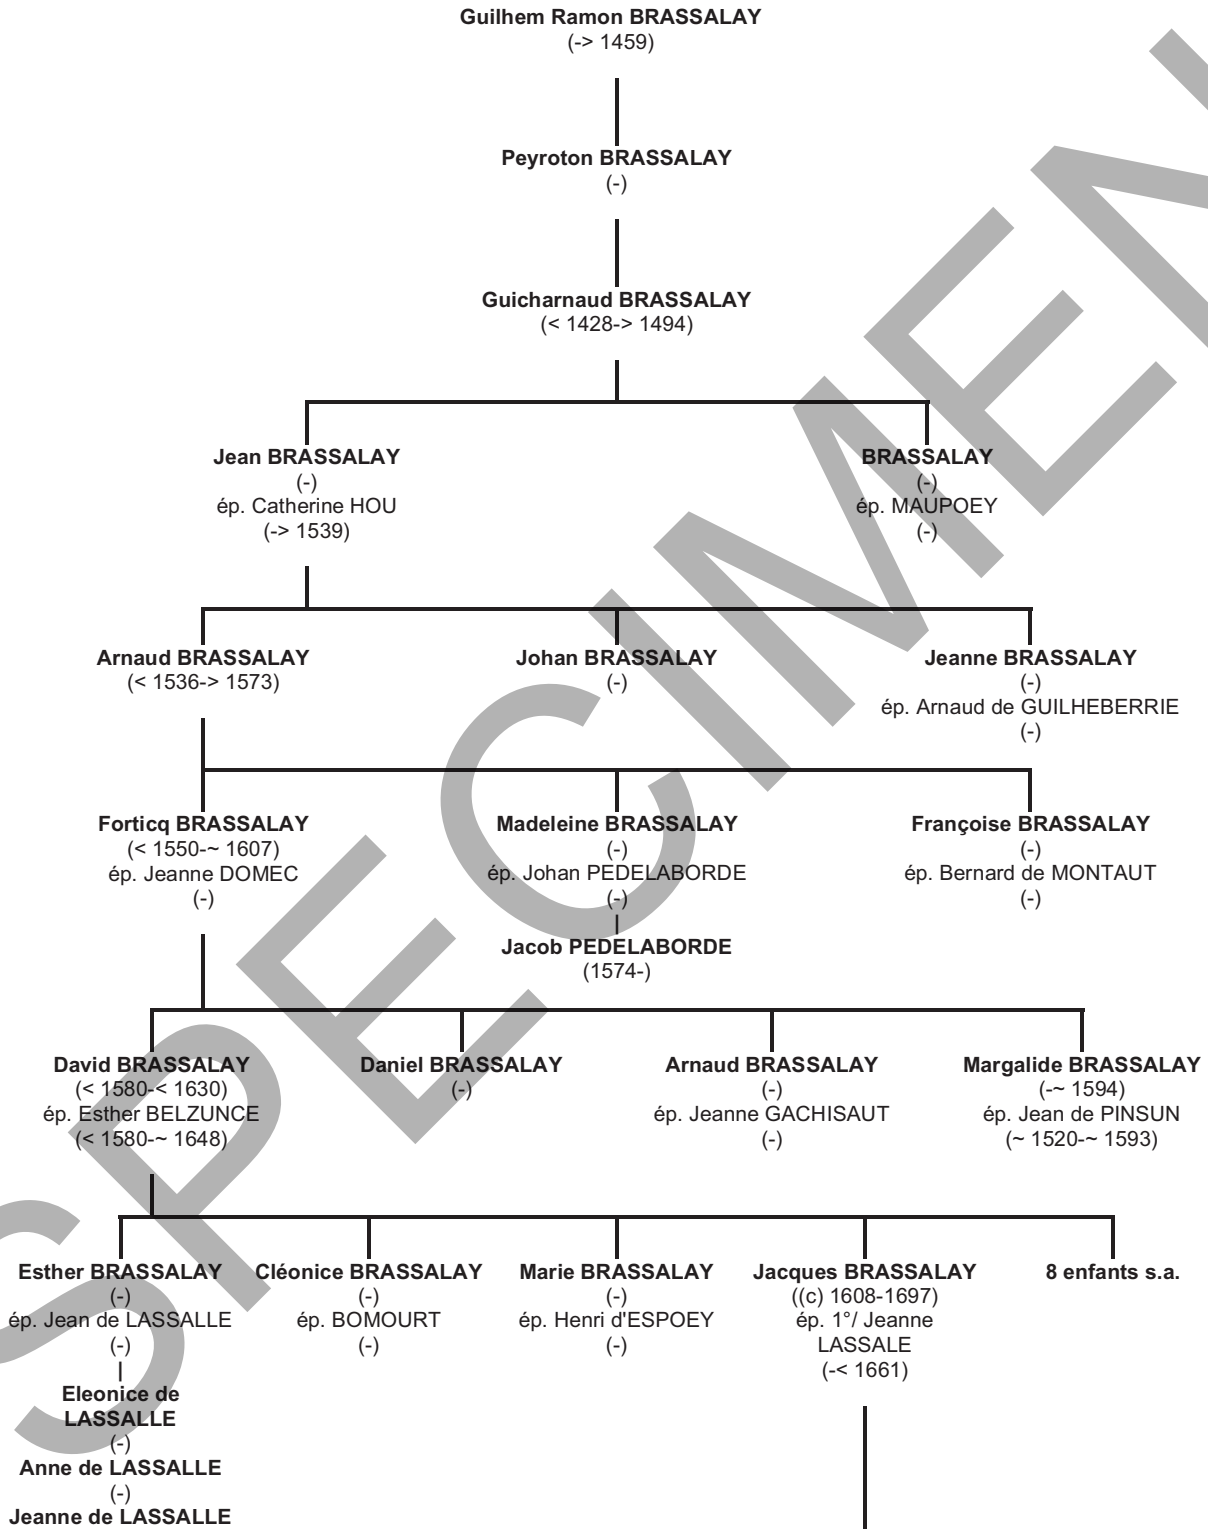 Guilhem Ramon BRASSALAY
(-> 1459)
Peyroton BRASSALAY
(-)
Guicharnaud BRASSALAY
(< 1428-> 1494)
Jean BRASSALAY
(-)
ép. Catherine HOU
(-> 1539)
BRASSALAY
(-)
ép. MAUPOEY
(-)
Arnaud BRASSALAY
(< 1536-> 1573)
Johan BRASSALAY
(-)
Jeanne BRASSALAY
(-)
ép. Arnaud de GUILHEBERRIE
(-)
Forticq BRASSALAY
(< 1550-~ 1607)
ép. Jeanne DOMEC
(-)
Madeleine BRASSALAY
(-)
ép. Johan PEDELABORDE
(-)
|
Jacob PEDELABORDE
(1574-)
Françoise BRASSALAY
(-)
ép. Bernard de MONTAUT
(-)
David BRASSALAY
(< 1580-< 1630)
ép. Esther BELZUNCE
(< 1580-~ 1648)
Daniel BRASSALAY
(-)
Arnaud BRASSALAY
(-)
ép. Jeanne GACHISAUT
(-)
Margalide BRASSALAY
(-~ 1594)
ép. Jean de PINSUN
(~ 1520-~ 1593)
Esther BRASSALAY
(-)
ép. Jean de LASSALLE
(-)
|
Eleonice de
LASSALLE
(-)
Anne de LASSALLE
(-)
Jeanne de LASSALLE
Cléonice BRASSALAY
(-)
ép. BOMOURT
(-)
Marie BRASSALAY
(-)
ép. Henri d'ESPOEY
(-)
Jacques BRASSALAY
((c) 1608-1697)
ép. 1°/ Jeanne
LASSALE
(-< 1661)
8 enfants s.a.
SPECIMEN